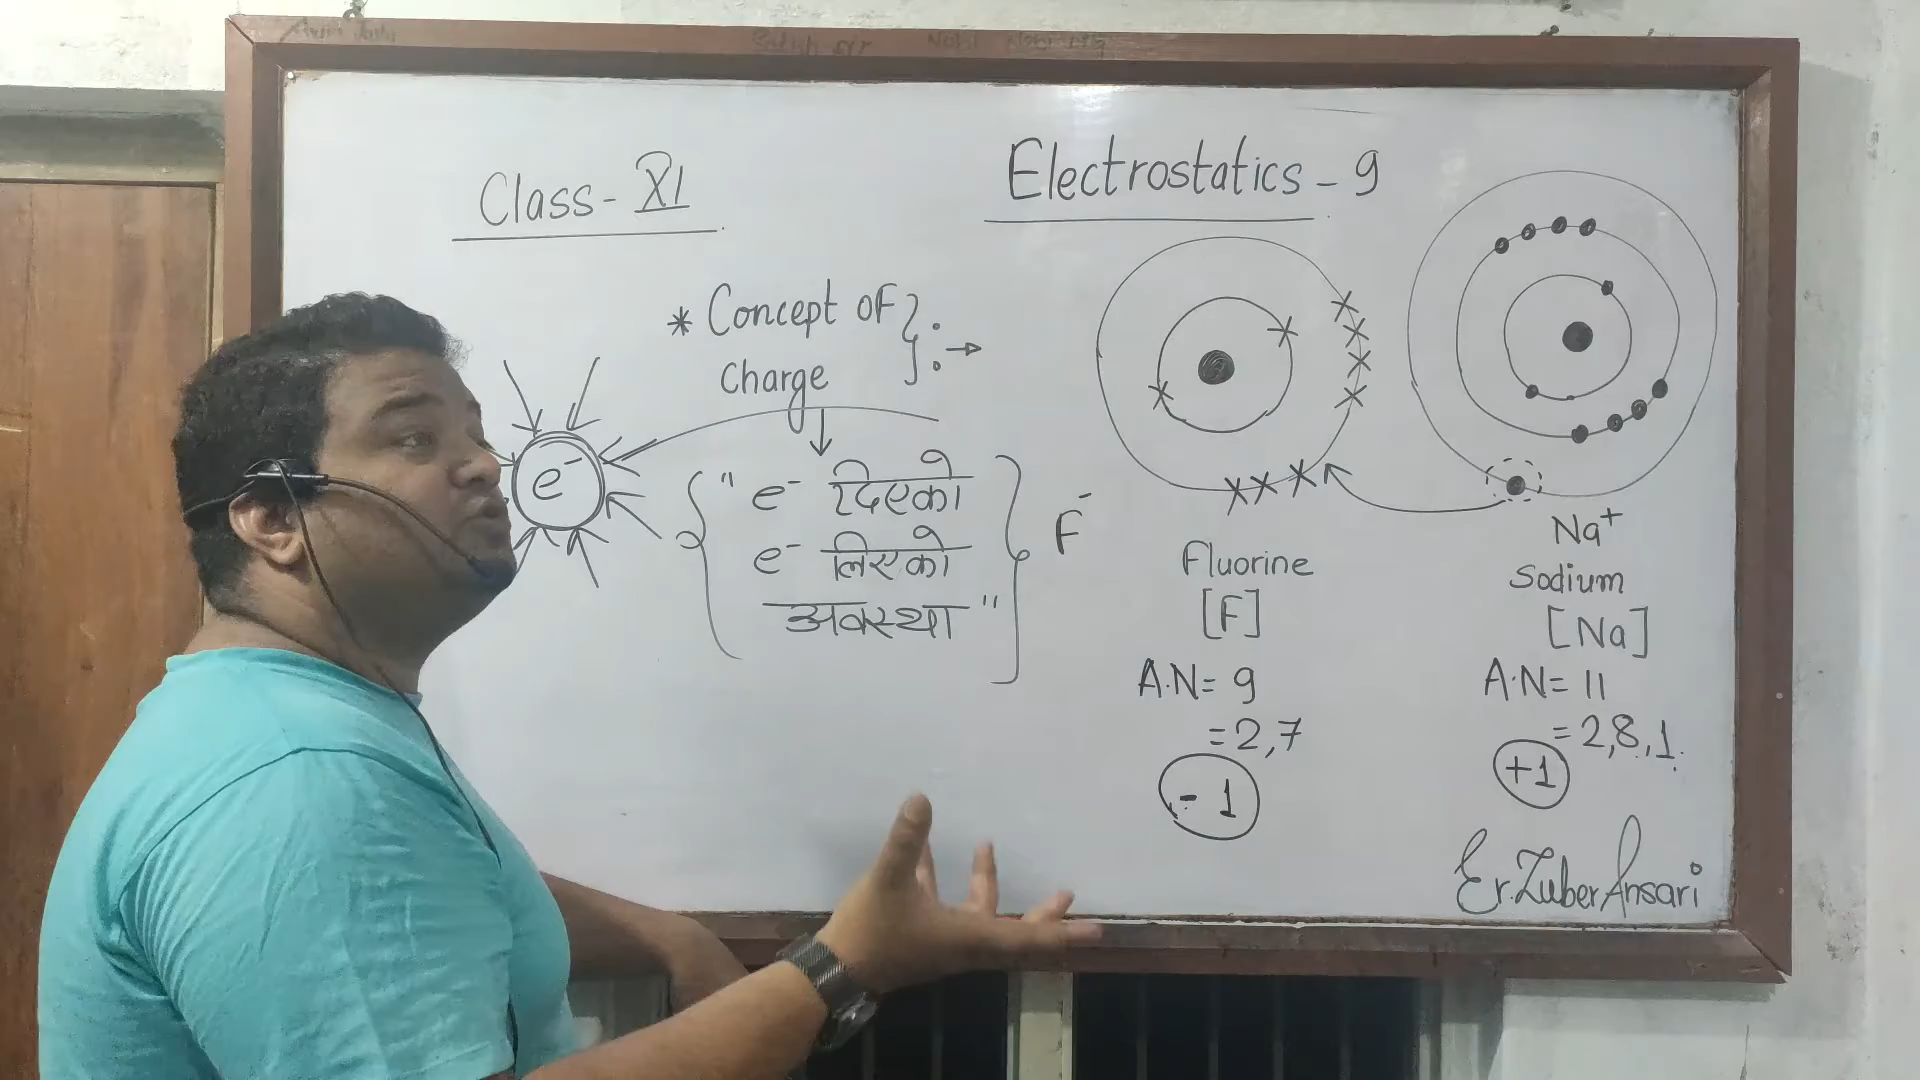 Class - XI
Electrostatics - 9
* Concept of
charge
e⁻
" e⁻ दिएको
e⁻ लिएको
अवस्था "
F⁻
Fluorine
[F]
A.N = 9
= 2,7
- 1
Na⁺
Sodium
[Na]
A.N = 11
= 2,8,1.
+1
Er. Zuber Ansari